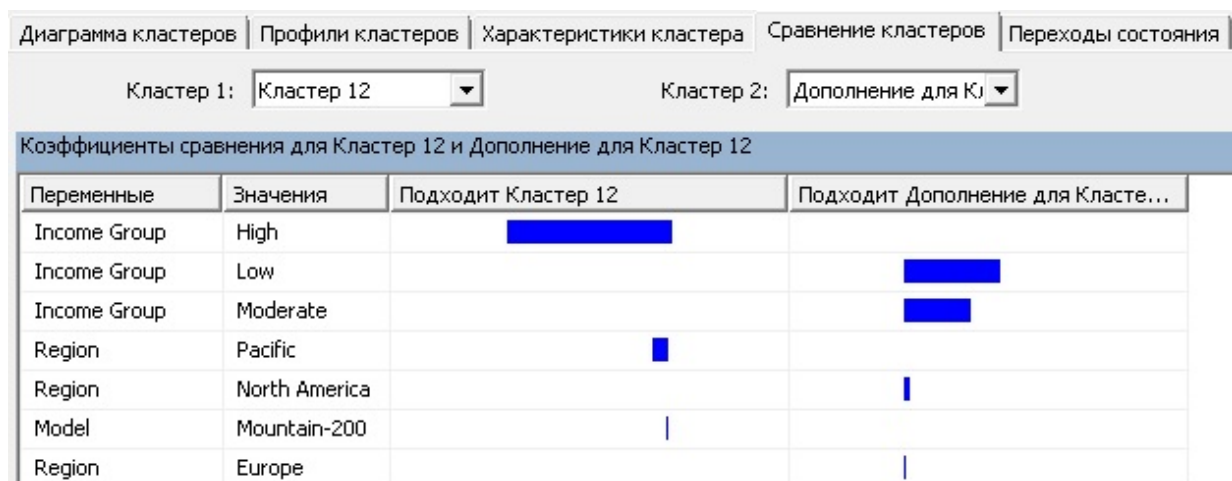 Диаграмма кластеров Профили кластеров Характеристики кластера Сравнение кластеров Переходы состояния
Кластер 1: Кластер 12 Кластер 2: Дополнение для Кл
Коэффициенты сравнения для Кластер 12 и Дополнение для Кластер 12
Переменные Значения Подходит Кластер 12 Подходит Дополнение для Класте...
Income Group High
Income Group Low
Income Group Moderate
Region Pacific
Region North America
Model Mountain-200
Region Europe